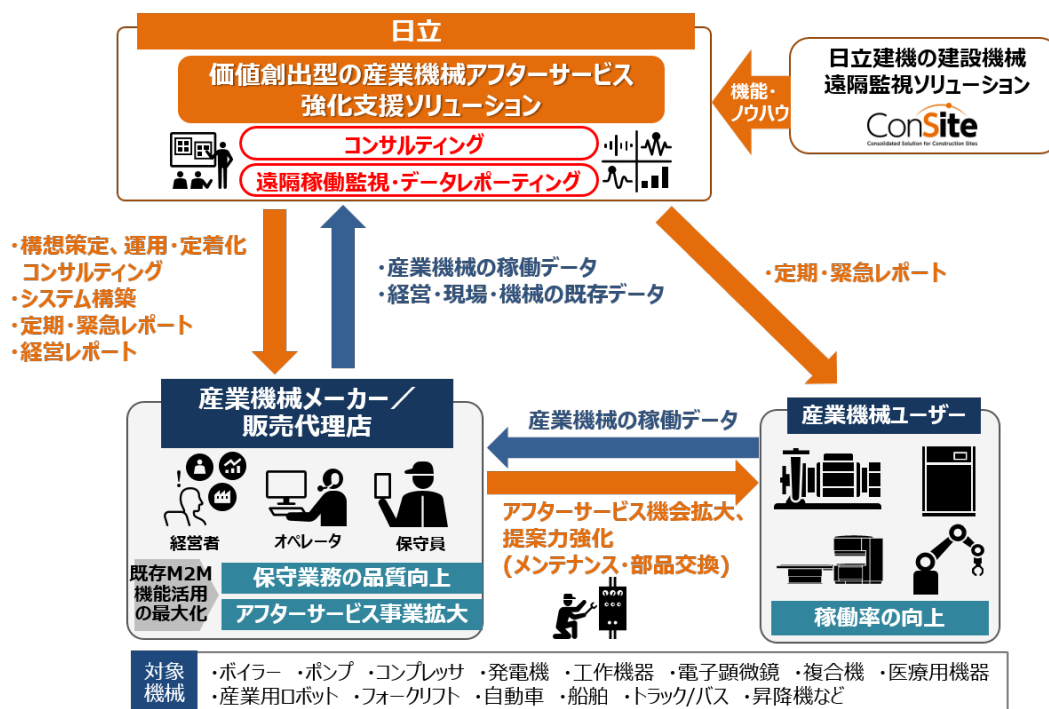 日立
価値創出型の産業機械アフターサービス
強化支援ソリューション
コンサルティング
遠隔稼働監視・データレポーティング
機能・
ノウハウ
日立建機の建設機械
遠隔監視ソリューション
ConSite
Consolidated Solution for Construction Sites
・構想策定、運用・定着化
コンサルティング
・システム構築
・定期・緊急レポート
・経営レポート
・産業機械の稼働データ
・経営・現場・機械の既存データ
・定期・緊急レポート
産業機械メーカー／
販売代理店
経営者
オペレータ
保守員
既存M2M
機能活用
の最大化
保守業務の品質向上
アフターサービス事業拡大
産業機械の稼働データ
アフターサービス機会拡大、
提案力強化
(メンテナンス・部品交換)
産業機械ユーザー
稼働率の向上
対象
機械
・ボイラー ・ポンプ ・コンプレッサ ・発電機 ・工作機器 ・電子顕微鏡 ・複合機 ・医療用機器
・産業用ロボット ・フォークリフト ・自動車 ・船舶 ・トラック/バス ・昇降機など